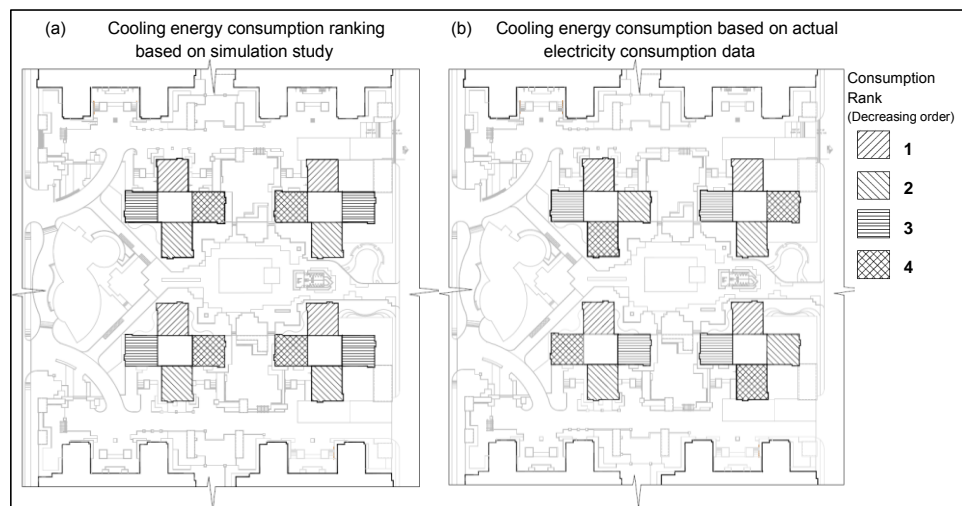 (a) Cooling energy consumption ranking
based on simulation study
(b) Cooling energy consumption based on actual
electricity consumption data
Consumption
Rank
(Decreasing order)
1
2
3
4